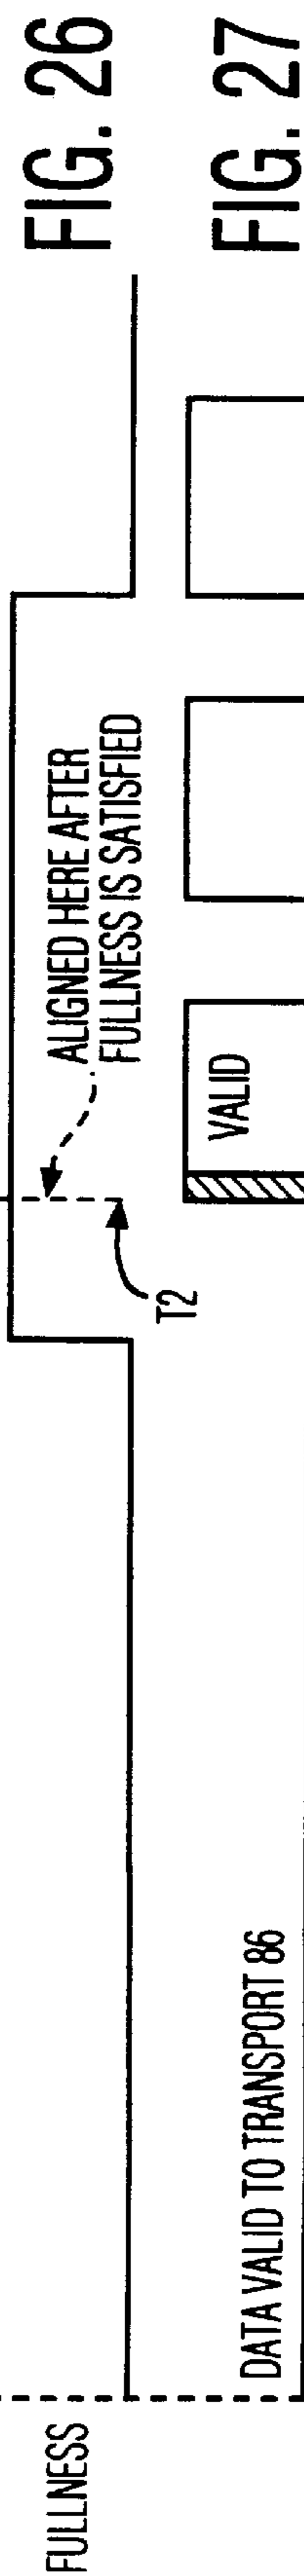 FULLNESS
T2
ALIGNED HERE AFTER
FULLNESS IS SATISFIED
FIG. 26
DATA VALID TO TRANSPORT 86
VALID
FIG. 27